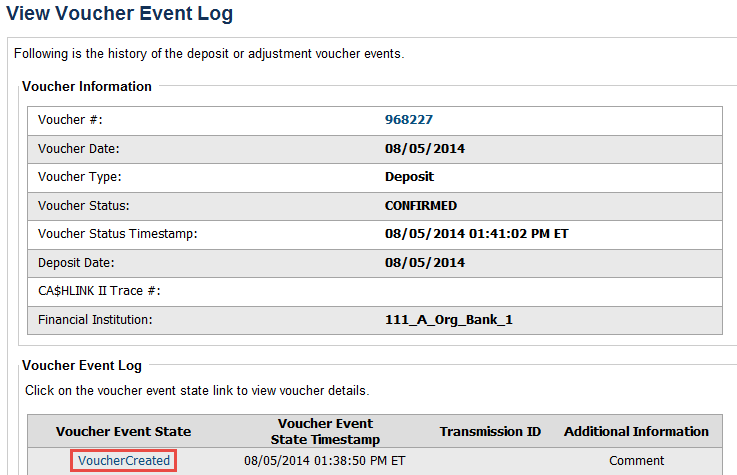 View Voucher Event Log
Following is the history of the deposit or adjustment voucher events.
Voucher Information
Voucher #: 968227
Voucher Date: 08/05/2014
Voucher Type: Deposit
Voucher Status: CONFIRMED
Voucher Status Timestamp: 08/05/2014 01:41:02 PM ET
Deposit Date: 08/05/2014
CA$HLINK II Trace #:
Financial Institution: 111_A_Org_Bank_1
Voucher Event Log
Click on the voucher event state link to view voucher details.
Voucher Event State Voucher Event Transmission ID Additional Information
State Timestamp
VoucherCreated 08/05/2014 01:38:50 PM ET Comment